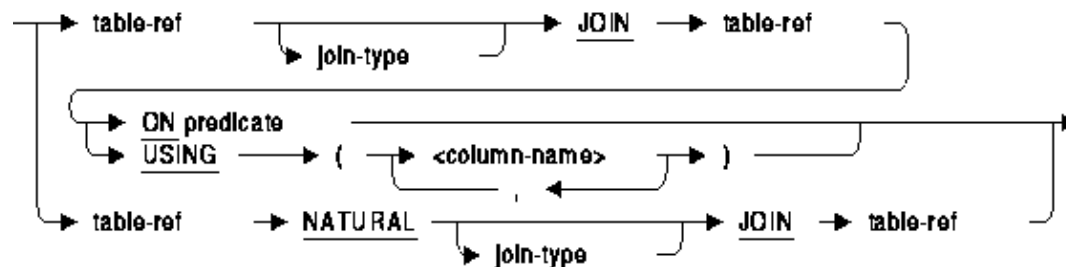 table-ref JOIN table-ref
join-type
ON predicate
USING ( <column-name> )
,
table-ref NATURAL JOIN table-ref
join-type